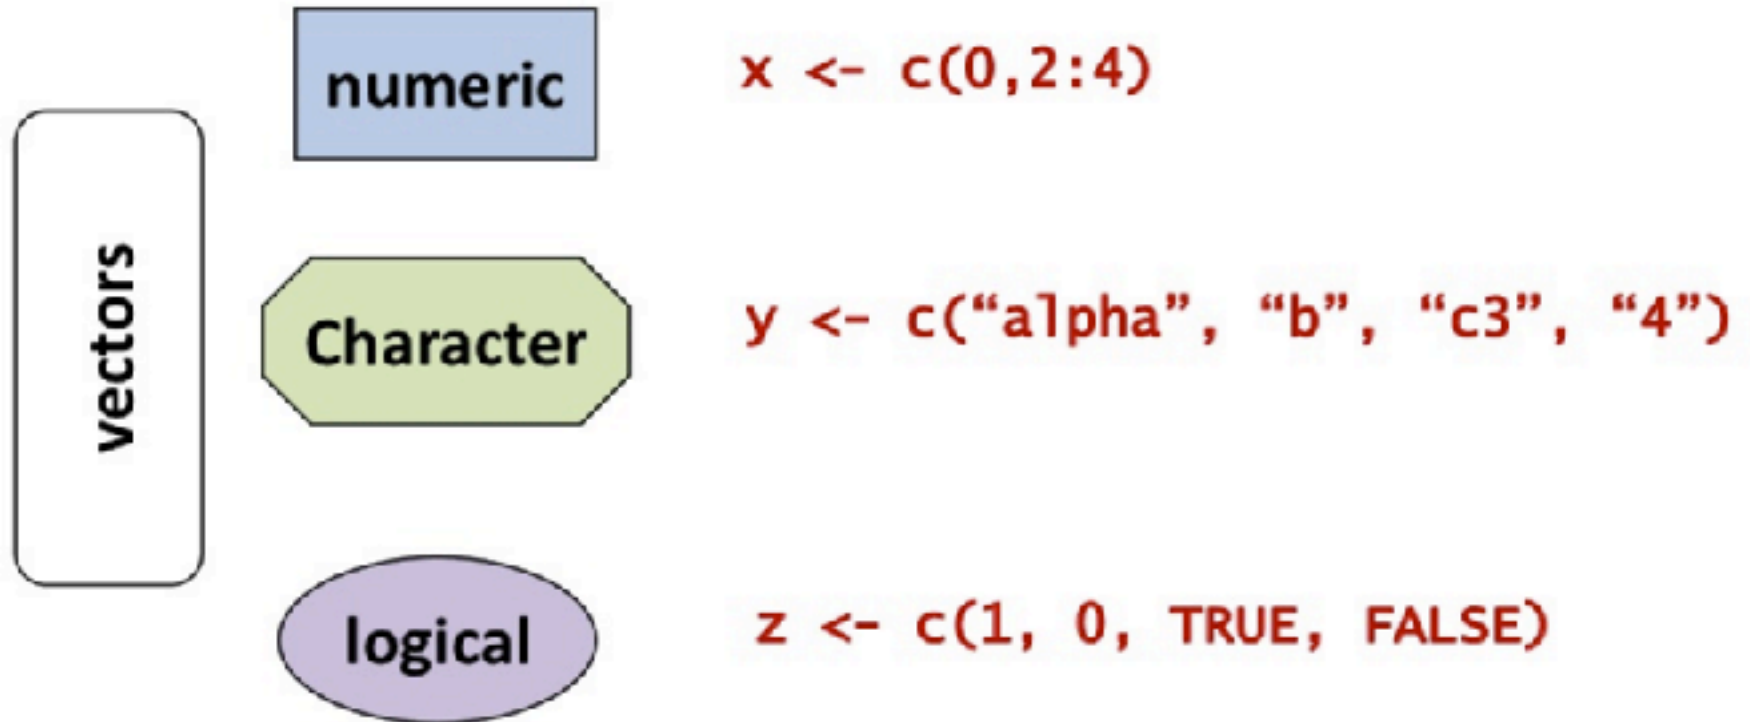 numeric
x <- c(0,2:4)
vectors
Character
y <- c(“alpha”, “b”, “c3”, “4”)
logical
z <- c(1, 0, TRUE, FALSE)